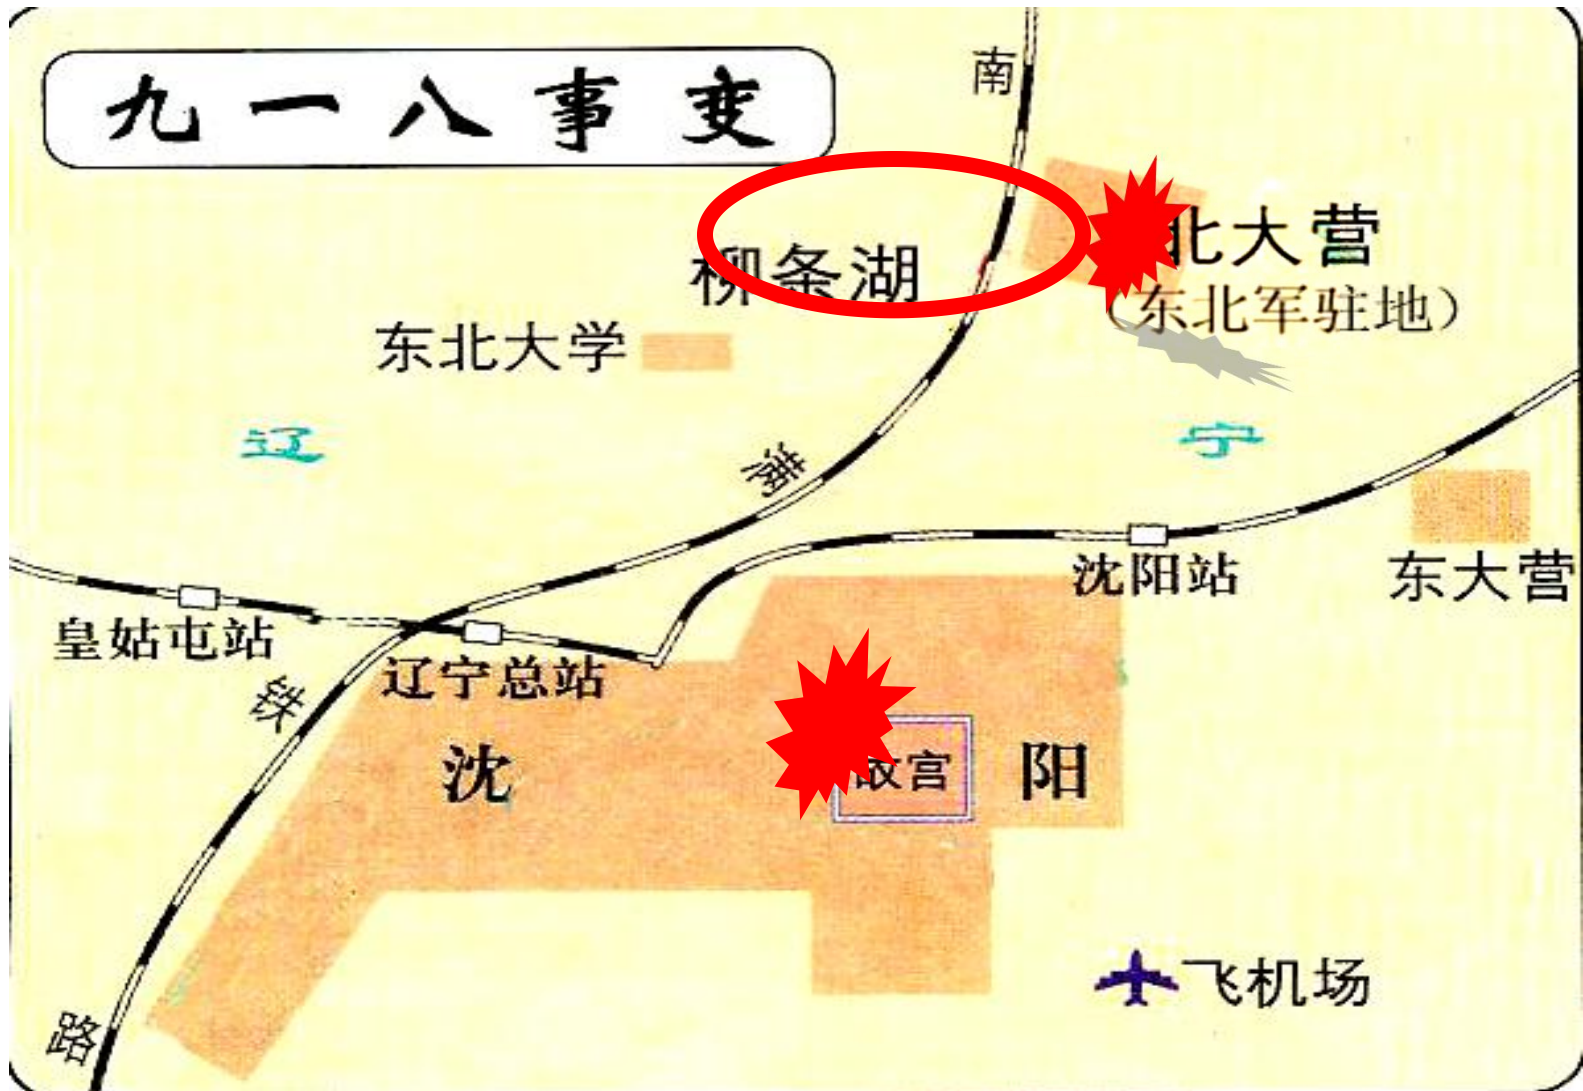 九一八事变
南
北大营
(东北军驻地)
柳条湖
东北大学
辽
宁
满
沈阳站
东大营
皇姑屯站
辽宁总站
铁
沈
故宫
阳
飞机场
路